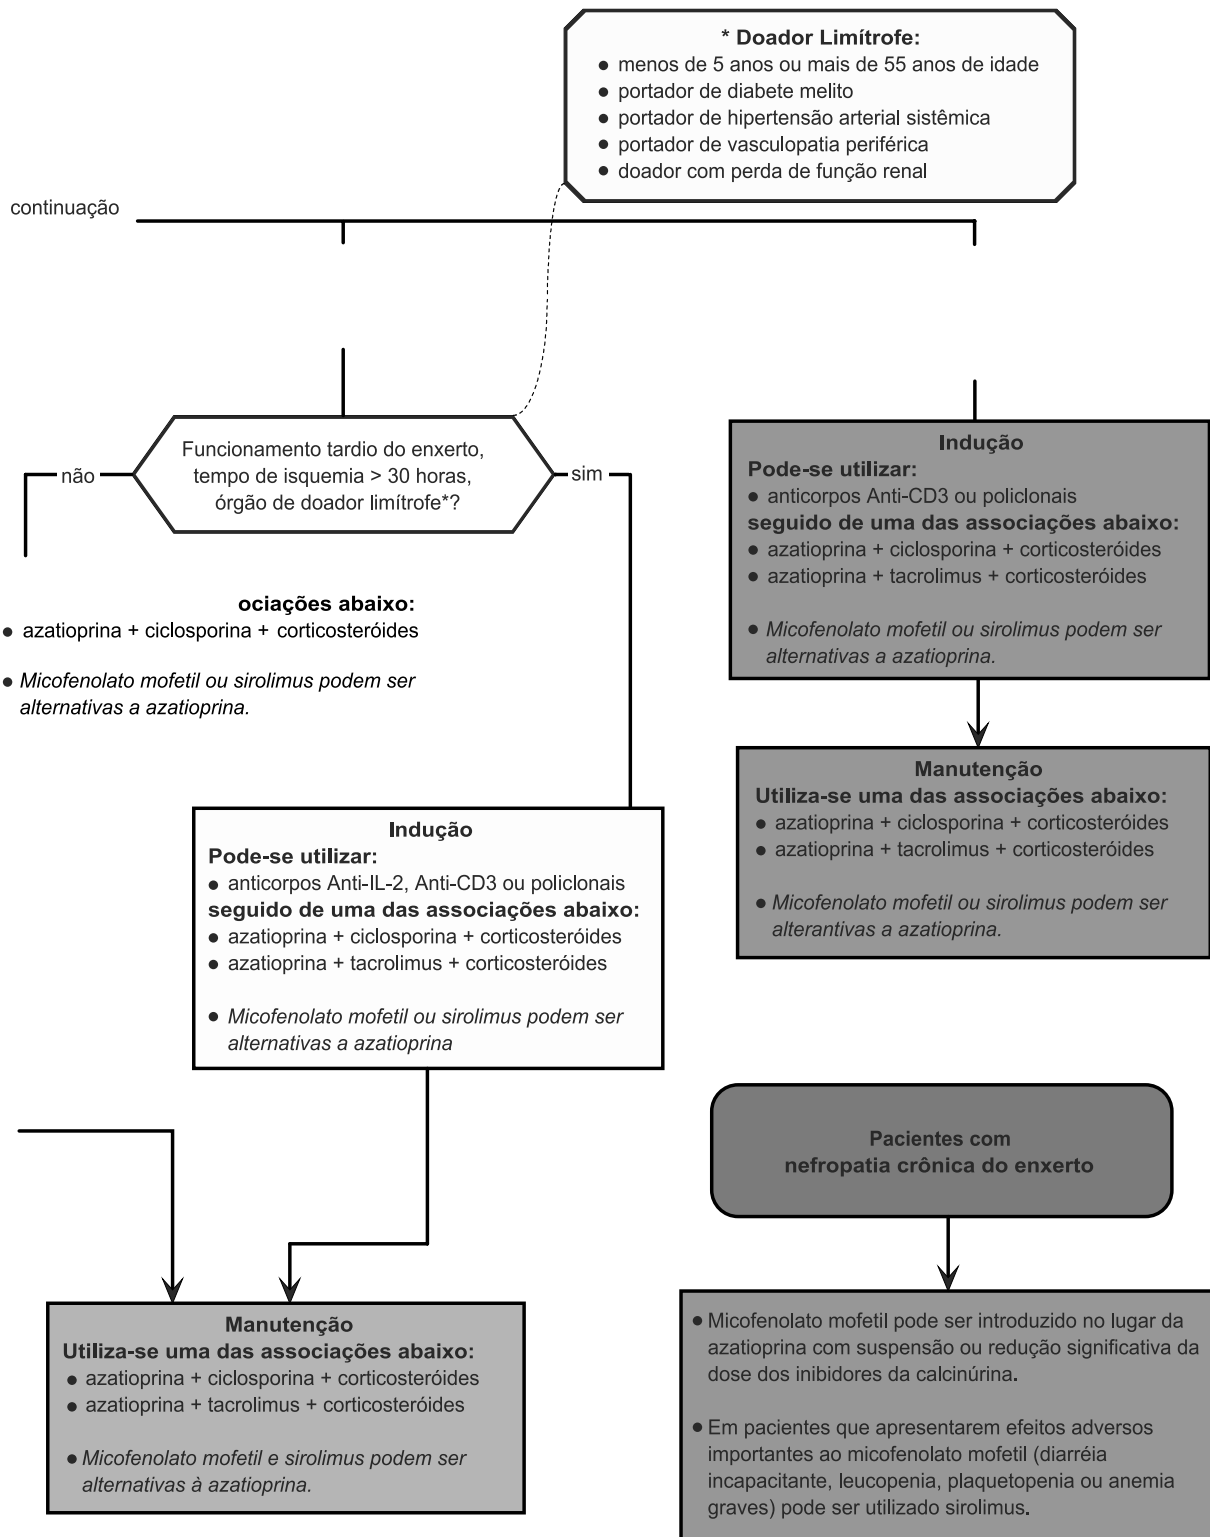 * Doador Limítrofe:
● menos de 5 anos ou mais de 55 anos de idade
● portador de diabete melito
● portador de hipertensão arterial sistêmica
● portador de vasculopatia periférica
● doador com perda de função renal
continuação
Funcionamento tardio do enxerto,
tempo de isquemia > 30 horas,
órgão de doador limítrofe*?
não
sim
ociações abaixo:
● azatioprina + ciclosporina + corticosteróides
● Micofenolato mofetil ou sirolimus podem ser
alternativas a azatioprina.
Indução
Pode-se utilizar:
● anticorpos Anti-CD3 ou policlonais
seguido de uma das associações abaixo:
● azatioprina + ciclosporina + corticosteróides
● azatioprina + tacrolimus + corticosteróides
● Micofenolato mofetil ou sirolimus podem ser
alternativas a azatioprina.
Manutenção
Utiliza-se uma das associações abaixo:
● azatioprina + ciclosporina + corticosteróides
● azatioprina + tacrolimus + corticosteróides
● Micofenolato mofetil ou sirolimus podem ser
alterantivas a azatioprina.
Indução
Pode-se utilizar:
● anticorpos Anti-IL-2, Anti-CD3 ou policlonais
seguido de uma das associações abaixo:
● azatioprina + ciclosporina + corticosteróides
● azatioprina + tacrolimus + corticosteróides
● Micofenolato mofetil ou sirolimus podem ser
alternativas a azatioprina
Manutenção
Utiliza-se uma das associações abaixo:
● azatioprina + ciclosporina + corticosteróides
● azatioprina + tacrolimus + corticosteróides
● Micofenolato mofetil e sirolimus podem ser
alternativas à azatioprina.
Pacientes com
nefropatia crônica do enxerto
● Micofenolato mofetil pode ser introduzido no lugar da
azatioprina com suspensão ou redução significativa da
dose dos inibidores da calcinúrina.
● Em pacientes que apresentarem efeitos adversos
importantes ao micofenolato mofetil (diarréia
incapacitante, leucopenia, plaquetopenia ou anemia
graves) pode ser utilizado sirolimus.